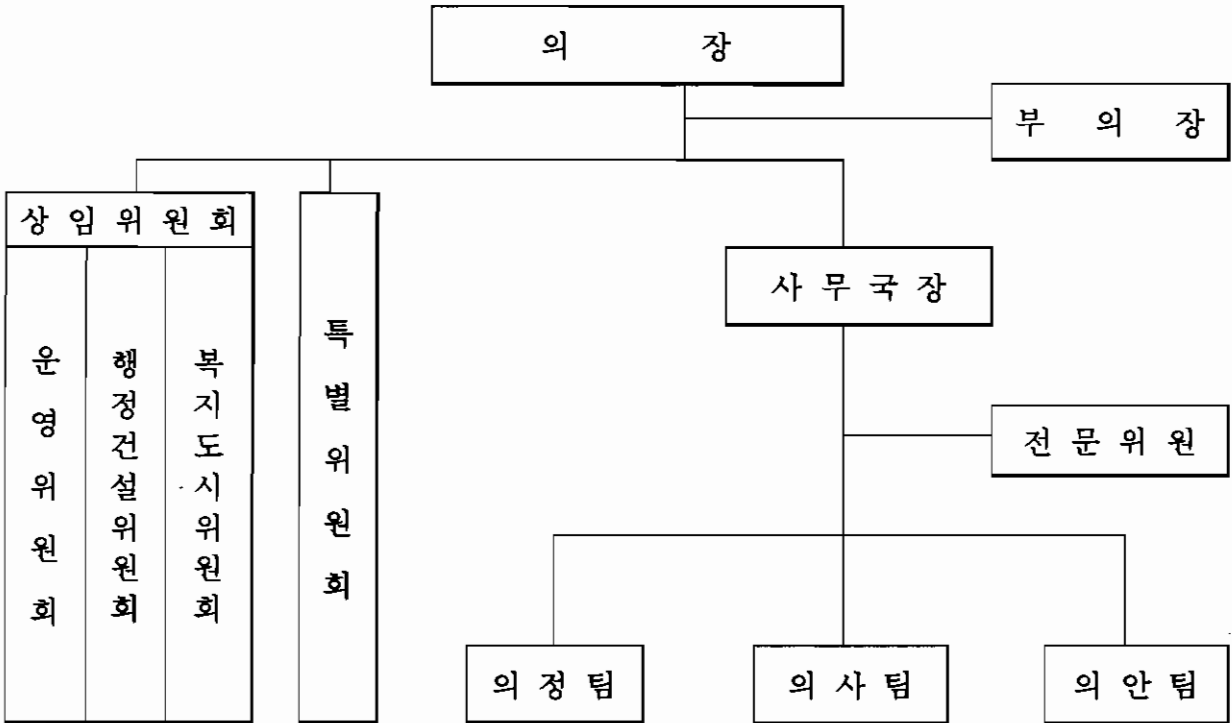 의 장
부 의 장
상 임 위 원 회
운영위원회
행정건설위원회
복지도시위원회
특별위원회
사 무 국 장
전 문 위 원
의 정 팀
의 사 팀
의 안 팀